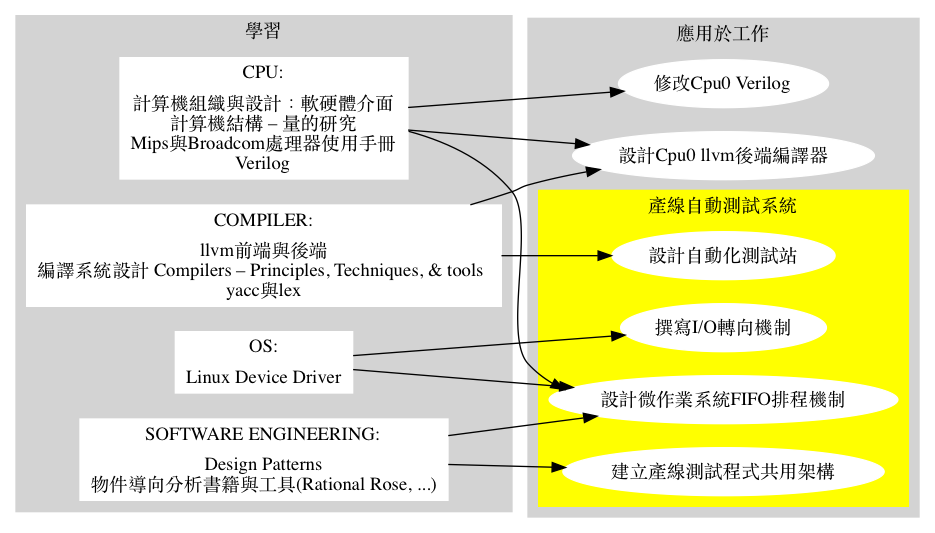 學習
CPU:
計算機組織與設計：軟硬體介面
計算機結構 – 量的研究
Mips與Broadcom處理器使用手冊
Verilog
COMPILER:
llvm前端與後端
編譯系統設計 Compilers – Principles, Techniques, & tools
yacc與lex
OS:
Linux Device Driver
SOFTWARE ENGINEERING:
Design Patterns
物件導向分析書籍與工具(Rational Rose, ...)
應用於工作
修改Cpu0 Verilog
設計Cpu0 llvm後端編譯器
產線自動測試系統
設計自動化測試站
撰寫I/O轉向機制
設計微作業系統FIFO排程機制
建立產線測試程式共用架構